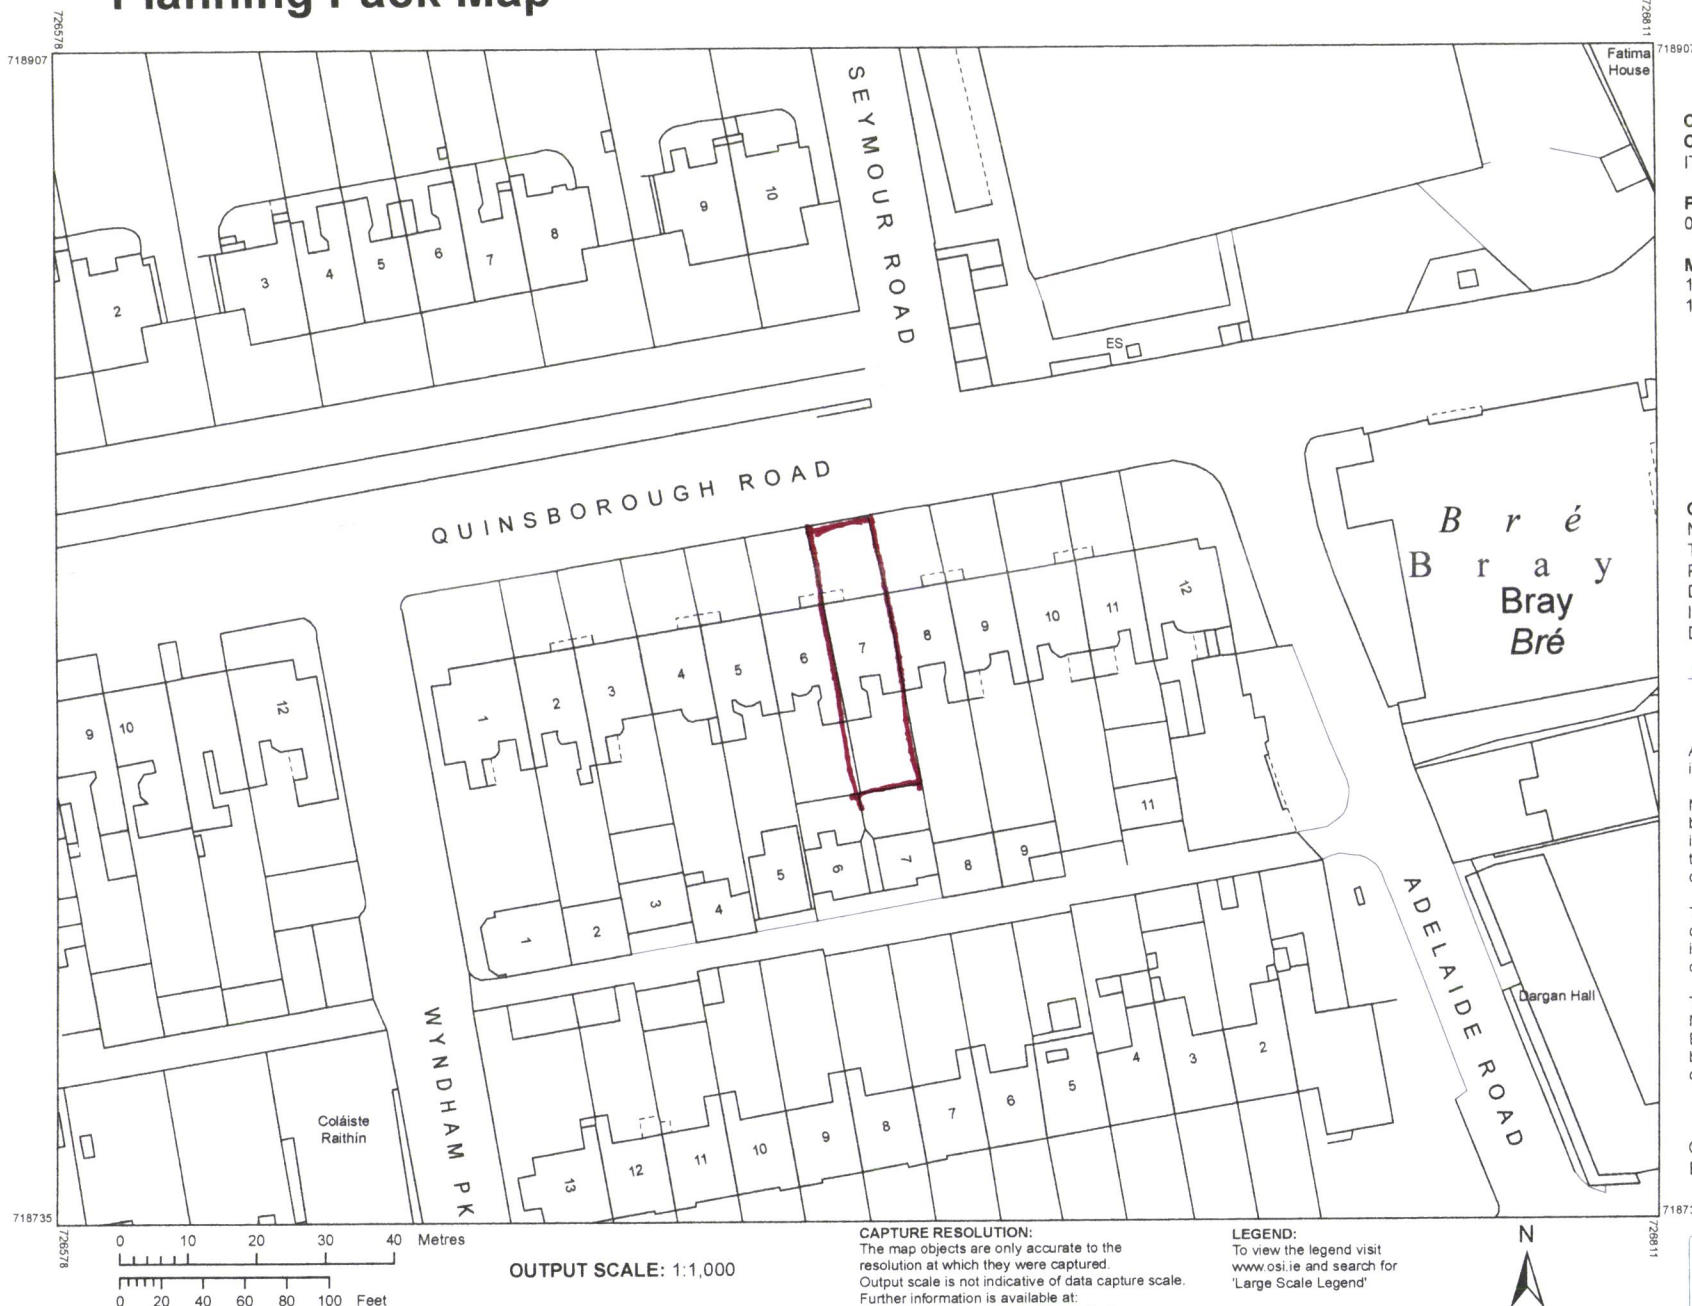 Planning Pack Map
726578
726811
718907
718907
Fatima
House
SEYMOUR ROAD
9
10
8
7
6
5
4
3
2
ES
QUINSBOROUGH ROAD
Bré
Bray
Bray
Bré
12
11
10
9
8
7
6
5
4
3
2
1
12
10
9
11
9
8
7
6
5
4
3
2
1
ADELAIDE ROAD
Dargan Hall
WYNDHAM PK
Coláiste
Raithín
2
3
4
5
6
7
8
9
10
11
12
13
718735
726578
726811
0 10 20 30 40 Metres
0 20 40 60 80 100 Feet
OUTPUT SCALE: 1:1,000
CAPTURE RESOLUTION:
The map objects are only accurate to the
resolution at which they were captured.
Output scale is not indicative of data capture scale.
Further information is available at:
LEGEND:
To view the legend visit
www.osi.ie and search for
'Large Scale Legend'
N